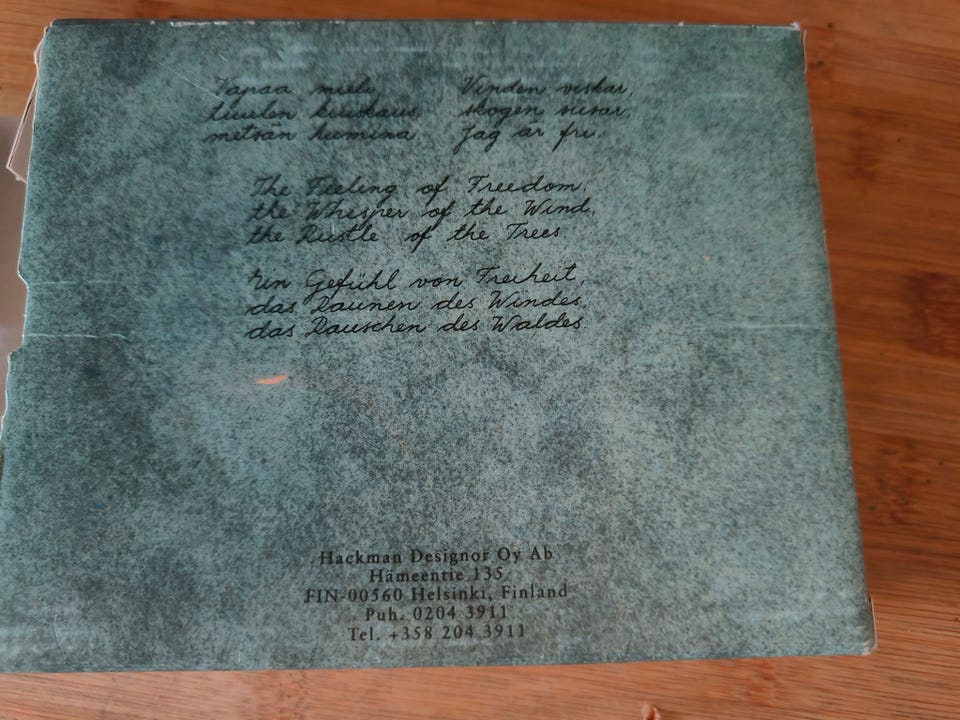 Vapaa mieli,
tuulen kuiskaus,
metsän humina.
Vinden viskar,
skogen susar,
Jag är fri.
The Feeling of Freedom,
the Whisper of the Wind,
the Rustle of the Trees.
Ein Gefühl von Freiheit,
das Raunen des Windes,
das Rauschen des Waldes.
Hackman Designor Oy Ab
Hämeentie 135
FIN-00560 Helsinki, Finland
Puh. 0204 3911
Tel. +358 204 3911